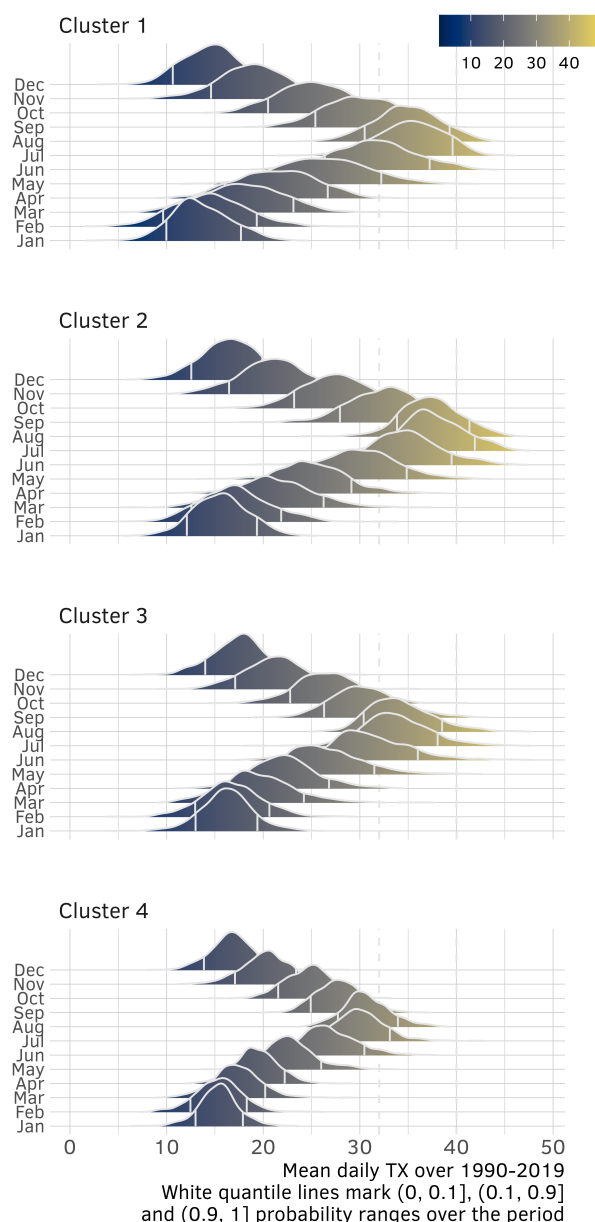 Cluster 1
10 20 30 40
Dec
Nov
Oct
Sep
Aug
Jul
Jun
May
Apr
Mar
Feb
Jan
Cluster 2
Dec
Nov
Oct
Sep
Aug
Jul
Jun
May
Apr
Mar
Feb
Jan
Cluster 3
Dec
Nov
Oct
Sep
Aug
Jul
Jun
May
Apr
Mar
Feb
Jan
Cluster 4
Dec
Nov
Oct
Sep
Aug
Jul
Jun
May
Apr
Mar
Feb
Jan
0 10 20 30 40 50
Mean daily TX over 1990-2019
White quantile lines mark (0, 0.1], (0.1, 0.9]
and (0.9, 1] probability ranges over the period